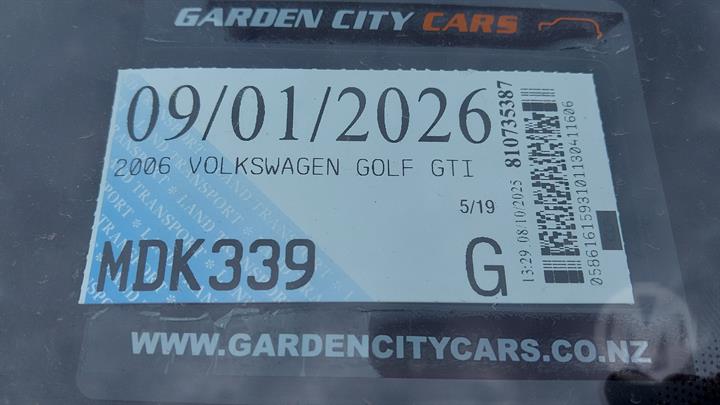 GARDEN CITY CARS
09/01/2026
2006 VOLKSWAGEN GOLF GTI
5/19
MDK339
G
810735387
13:29 08/10/2025
0586161593101130411606
WWW.GARDENCITYCARS.CO.NZ